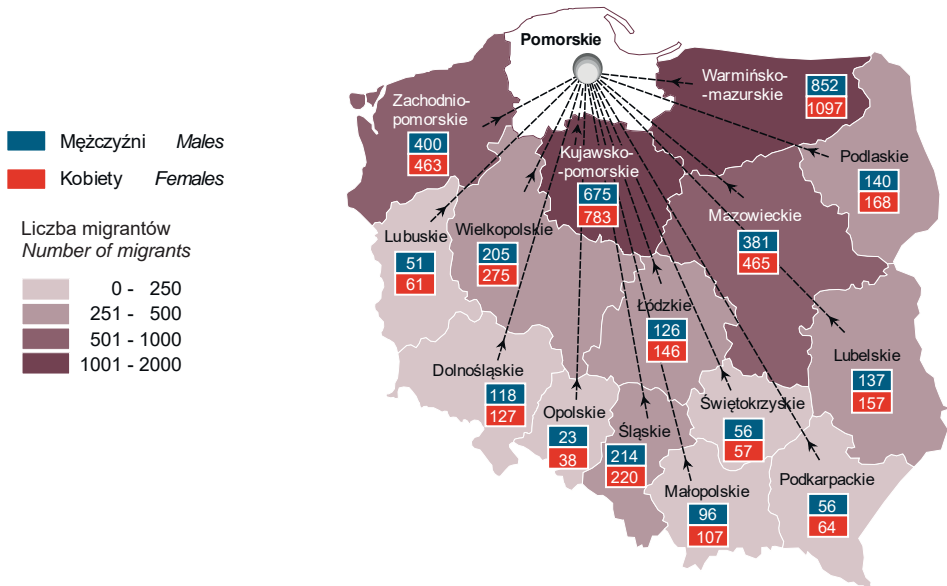 Pomorskie
Mężczyźni Males
Kobiety Females
Liczba migrantów
Number of migrants
0 - 250
251 - 500
501 - 1000
1001 - 2000
Zachodnio-
pomorskie
400
463
Warmińsko-
-mazurskie
852
1097
Kujawsko-
-pomorskie
675
783
Podlaskie
140
168
Mazowieckie
381
465
Lubuskie
51
61
Wielkopolskie
205
275
Łódzkie
126
146
Lubelskie
137
157
Dolnośląskie
118
127
Opolskie
23
38
Śląskie
214
220
Świętokrzyskie
56
57
Małopolskie
96
107
Podkarpackie
56
64